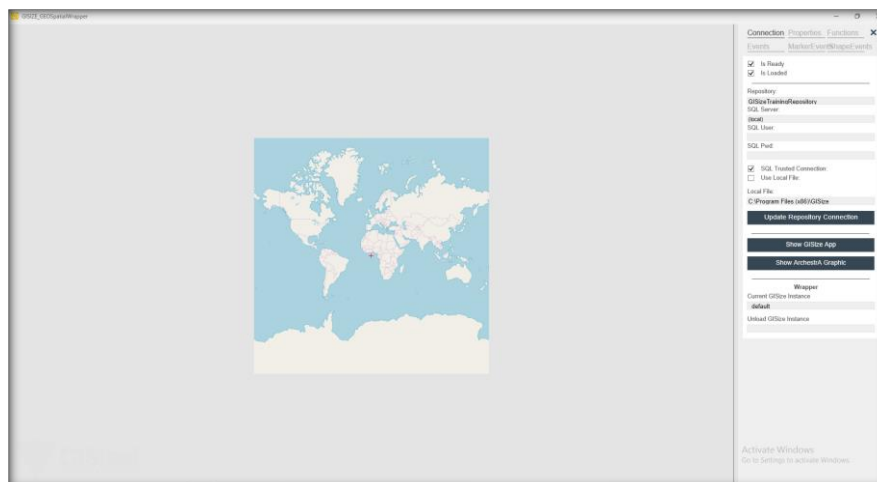 GISIZE_GEOSpatialWrapper
Connection Properties Functions X
Events MarkerEvents ShapeEvents
Is Ready
Is Loaded
Repository:
GISizeTrainingRepository
SQL Server:
(local)
SQL User:
SQL Pwd:
SQL Trusted Connection:
Use Local File:
Local File:
C:\Program Files (x86)\GISize
Update Repository Connection
Show GISize App
Show ArchestrA Graphic
Wrapper
Current GISize Instance
default
Unload GISize Instance
Activate Windows
Go to Settings to activate Windows.